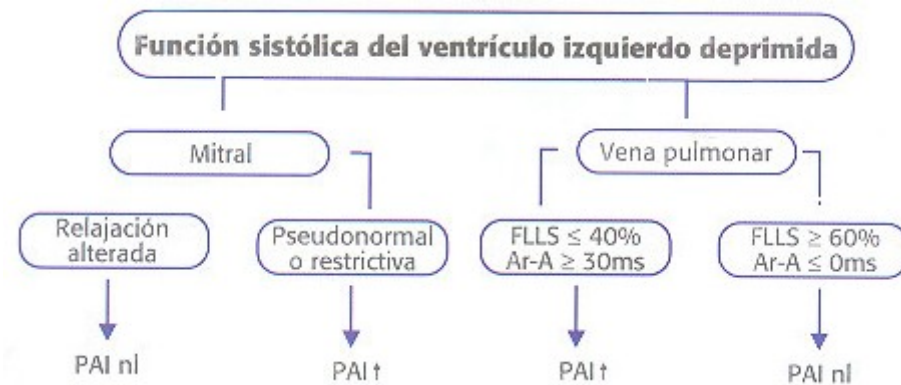 Función sistólica del ventrículo izquierdo deprimida
Mitral
Vena pulmonar
Relajación
alterada
Pseudonormal
o restrictiva
FLLS ≤ 40%
Ar-A ≥ 30ms
FLLS ≥ 60%
Ar-A ≤ 0ms
PAI nl
PAI ↑
PAI ↑
PAI nl